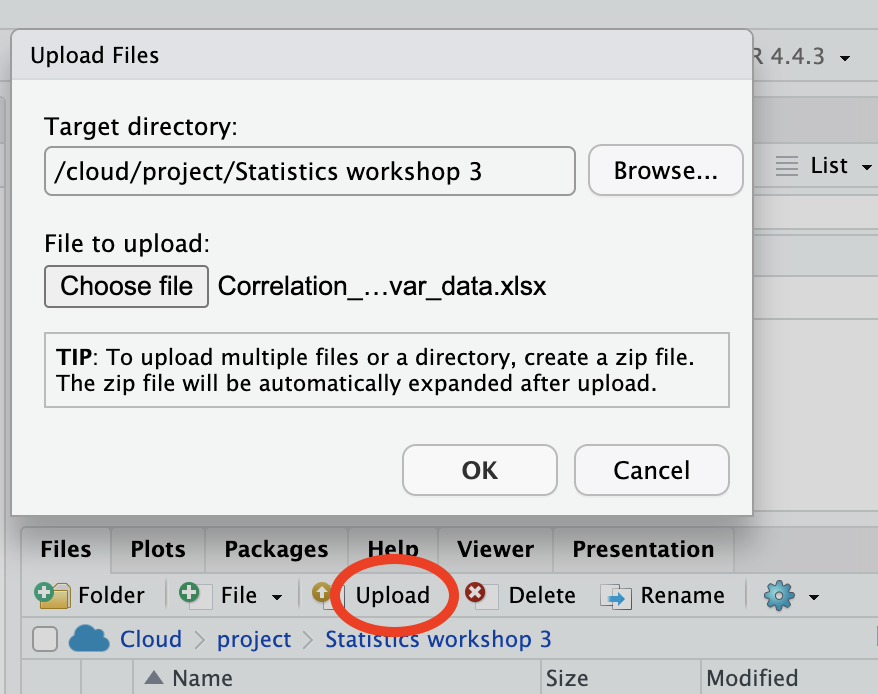 Upload Files
R 4.4.3
Target directory:
/cloud/project/Statistics workshop 3
Browse...
List
File to upload:
Choose file Correlation_...var_data.xlsx
TIP: To upload multiple files or a directory, create a zip file.
The zip file will be automatically expanded after upload.
OK
Cancel
Files Plots Packages Help Viewer Presentation
Folder File Upload Delete Rename
Cloud > project > Statistics workshop 3
Name Size Modified